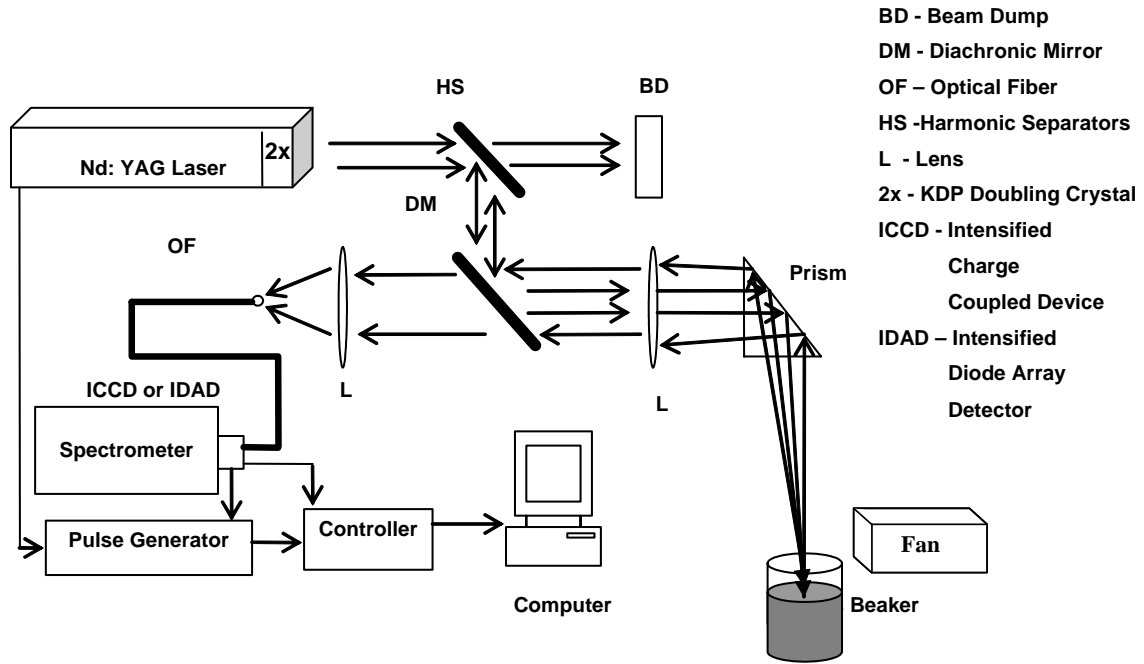 BD - Beam Dump
DM - Diachronic Mirror
OF – Optical Fiber
HS -Harmonic Separators
L - Lens
2x - KDP Doubling Crystal
ICCD - Intensified
Charge
Coupled Device
IDAD – Intensified
Diode Array
Detector
HS
BD
2x
Nd: YAG Laser
DM
OF
Prism
L
L
ICCD or IDAD
Spectrometer
Pulse Generator
Controller
Computer
Fan
Beaker